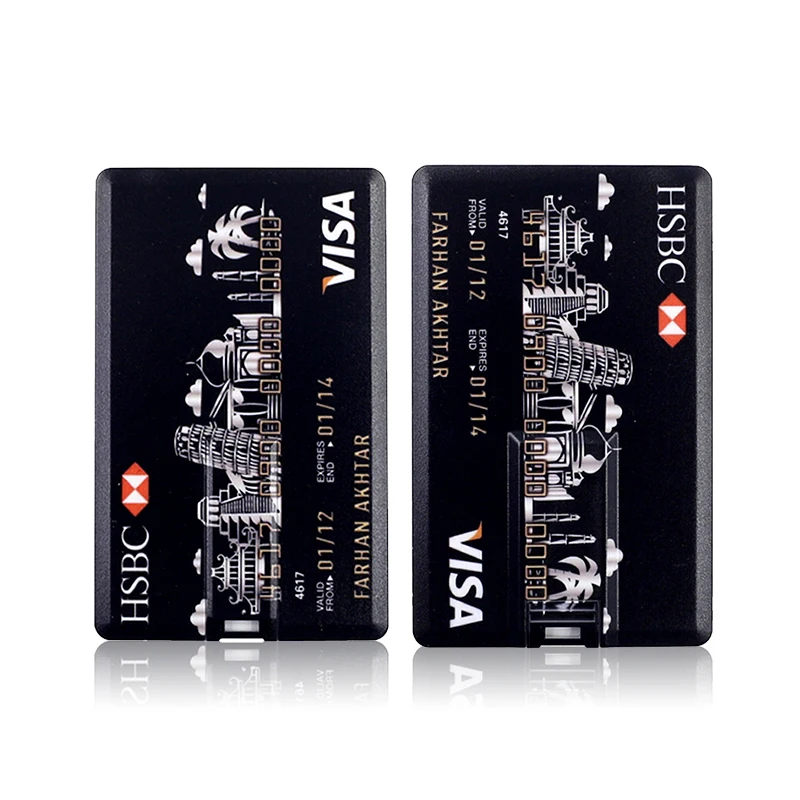 HSBC
VISA
4617
VALID
FROM▶ 01/12
EXPIRES
END ▶ 01/14
FARHAN AKHTAR
HSBC
4617
VALID
FROM▶ 01/12
EXPIRES
END ▶ 01/14
FARHAN AKHTAR
VISA